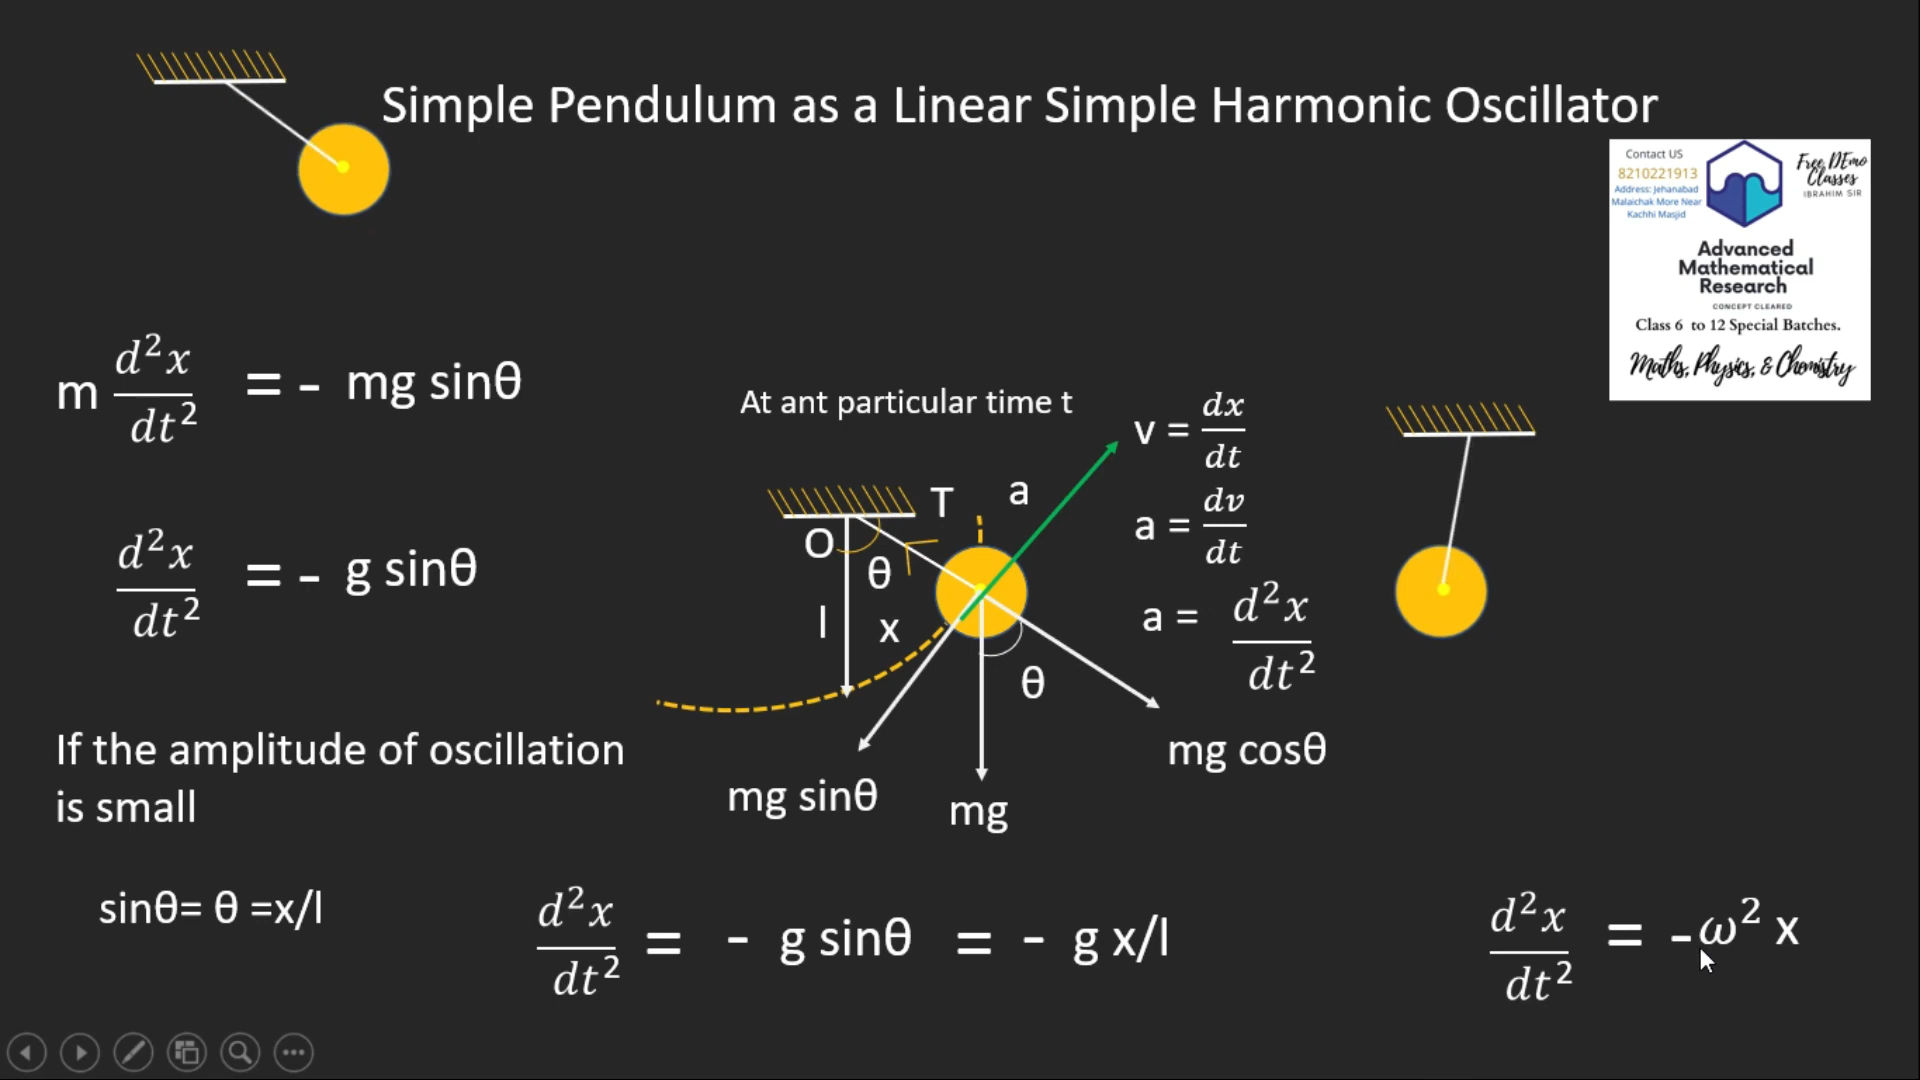 Simple Pendulum as a Linear Simple Harmonic Oscillator
Contact US
8210221913
Address: Jehanabad
Malaichak More Near
Kachhi Masjid
Free DEmo
Classes
IBRAHIM SIR
Advanced
Mathematical
Research
CONCEPT CLEARED
Class 6 to 12 Special Batches.
Maths, Physics, & Chemistry
m d²x/dt² = - mg sinθ
d²x/dt² = - g sinθ
At ant particular time t
v = dx/dt
a = dv/dt
a = d²x/dt²
T
a
O
θ
l
x
θ
mg cosθ
mg sinθ
mg
If the amplitude of oscillation
is small
sinθ= θ =x/l
d²x/dt² = - g sinθ = - g x/l
d²x/dt² = -ω² x